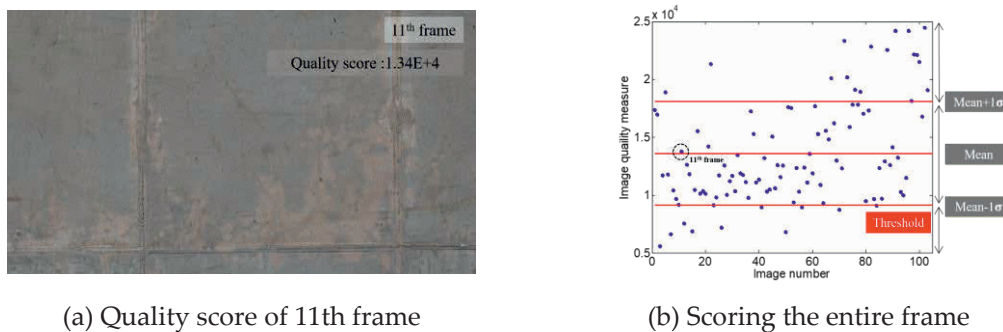 11th frame
Quality score :1.34E+4
(a) Quality score of 11th frame
2.5 x 10^4
2
1.5
1
0.5
0
20
40
60
80
100
Image quaility measure
Image number
11th frame
Threshold
Mean+1σ
Mean
Mean-1σ
(b) Scoring the entire frame